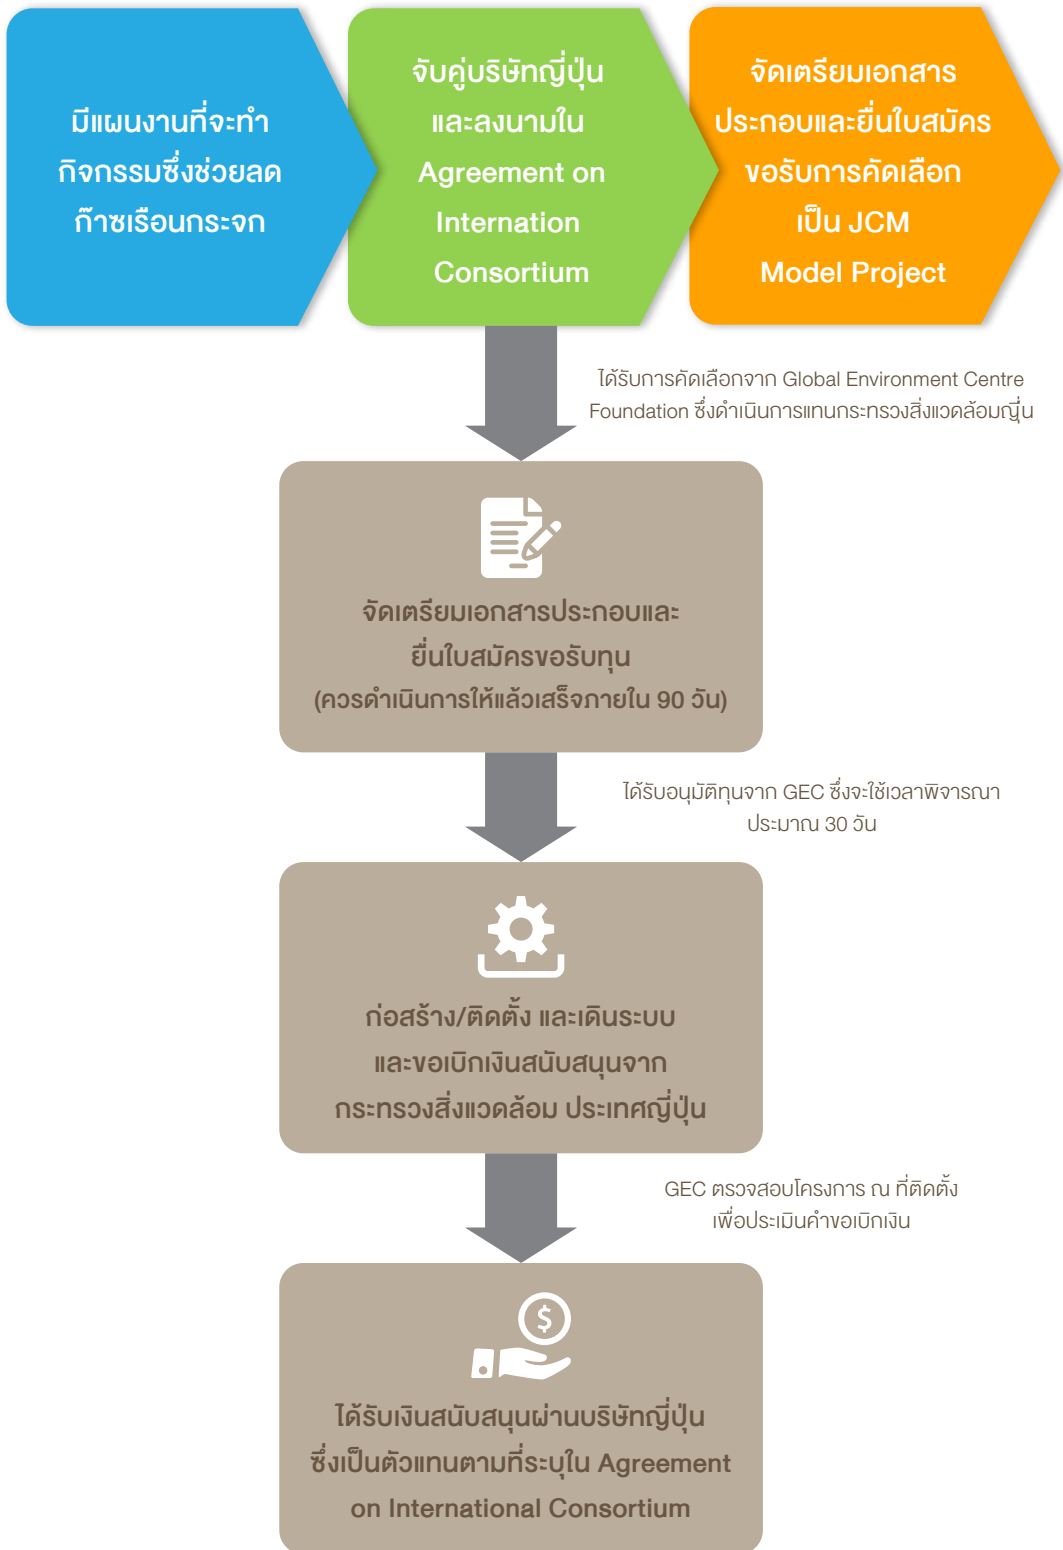 มีแผนงานที่จะทำ
กิจกรรมซึ่งช่วยลด
ก๊าซเรือนกระจก
จับคู่บริษัทญี่ปุ่น
และลงนามใน
Agreement on
Internation
Consortium
จัดเตรียมเอกสาร
ประกอบและยื่นใบสมัคร
ขอรับการคัดเลือก
เป็น JCM
Model Project
ได้รับการคัดเลือกจาก Global Environment Centre
Foundation ซึ่งดำเนินการแทนกระทรวงสิ่งแวดล้อมญี่ปุ่น
จัดเตรียมเอกสารประกอบและ
ยื่นใบสมัครขอรับทุน
(ควรดำเนินการให้แล้วเสร็จภายใน 90 วัน)
ได้รับอนุมัติทุนจาก GEC ซึ่งจะใช้เวลาพิจารณา
ประมาณ 30 วัน
ก่อสร้าง/ติดตั้ง และเดินระบบ
และขอเบิกเงินสนับสนุนจาก
กระทรวงสิ่งแวดล้อม ประเทศญี่ปุ่น
GEC ตรวจสอบโครงการ ณ ที่ติดตั้ง
เพื่อประเมินคำขอเบิกเงิน
$
ได้รับเงินสนับสนุนผ่านบริษัทญี่ปุ่น
ซึ่งเป็นตัวแทนตามที่ระบุใน Agreement
on International Consortium